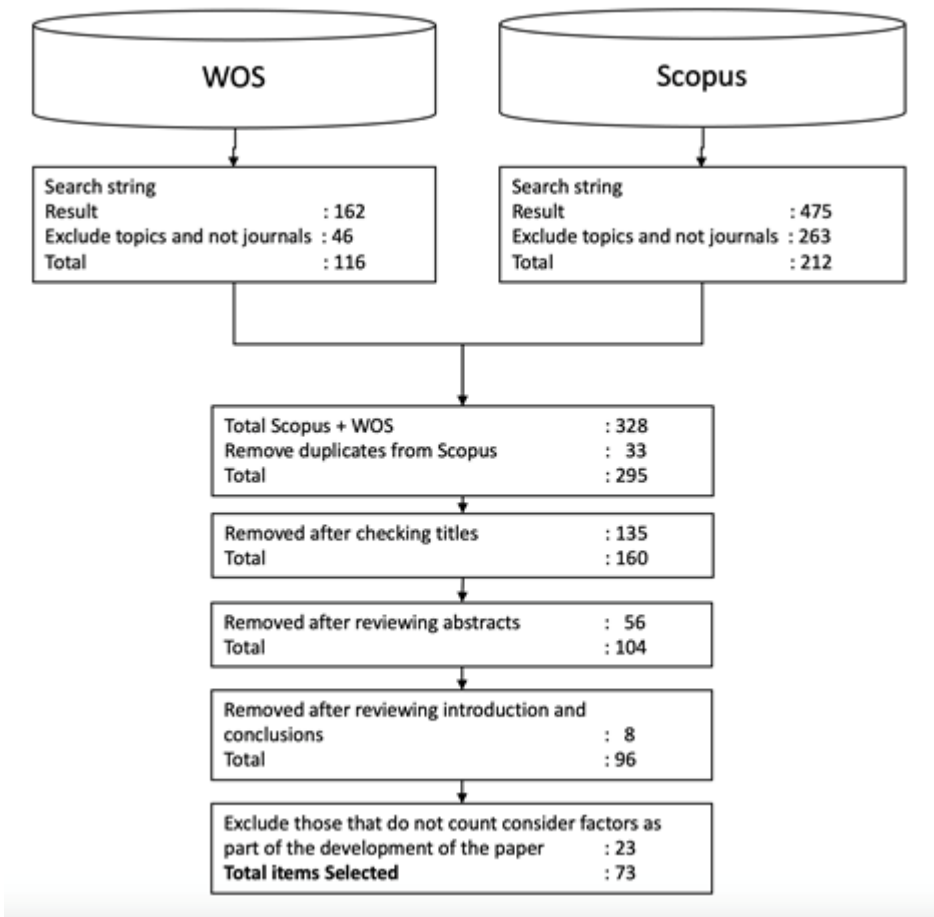 WOS
Scopus
Search string
Result : 162
Exclude topics and not journals : 46
Total : 116
Search string
Result : 475
Exclude topics and not journals : 263
Total : 212
Total Scopus + WOS : 328
Remove duplicates from Scopus : 33
Total : 295
Removed after checking titles : 135
Total : 160
Removed after reviewing abstracts : 56
Total : 104
Removed after reviewing introduction and
conclusions : 8
Total : 96
Exclude those that do not count consider factors as
part of the development of the paper : 23
Total items Selected : 73